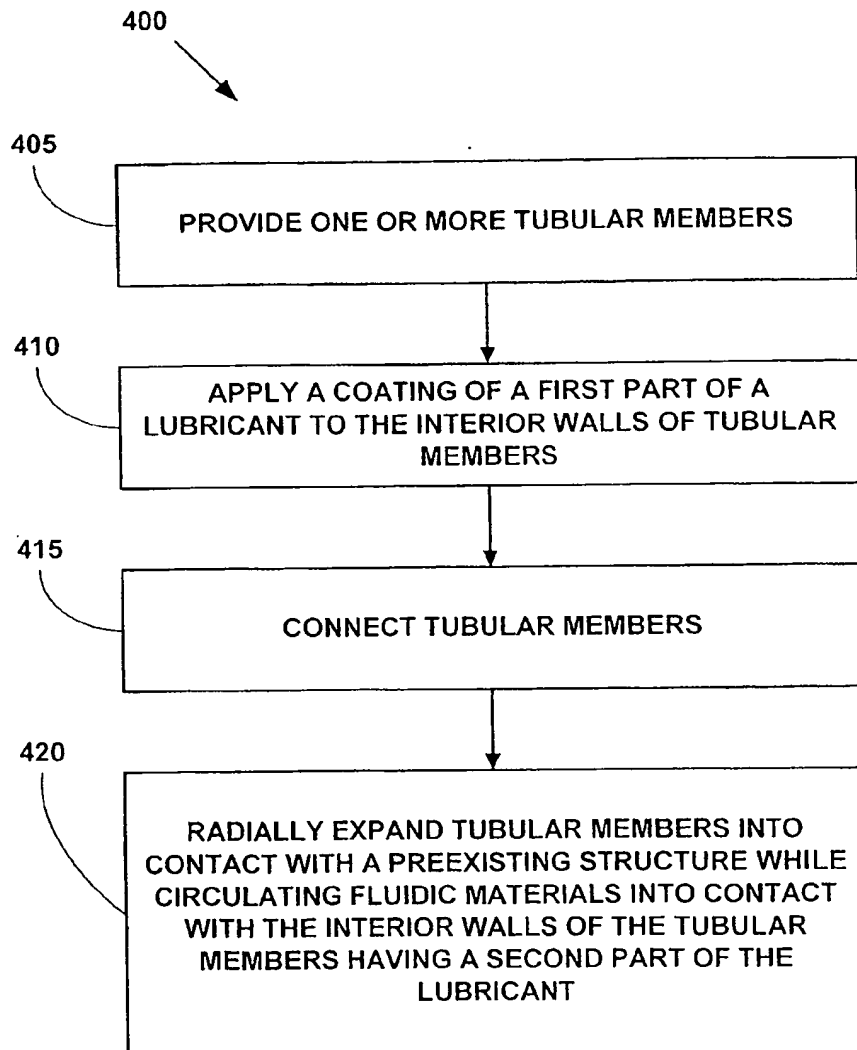 400
405
PROVIDE ONE OR MORE TUBULAR MEMBERS
410
APPLY A COATING OF A FIRST PART OF A
LUBRICANT TO THE INTERIOR WALLS OF TUBULAR
MEMBERS
415
CONNECT TUBULAR MEMBERS
420
RADIALLY EXPAND TUBULAR MEMBERS INTO
CONTACT WITH A PREEXISTING STRUCTURE WHILE
CIRCULATING FLUIDIC MATERIALS INTO CONTACT
WITH THE INTERIOR WALLS OF THE TUBULAR
MEMBERS HAVING A SECOND PART OF THE
LUBRICANT